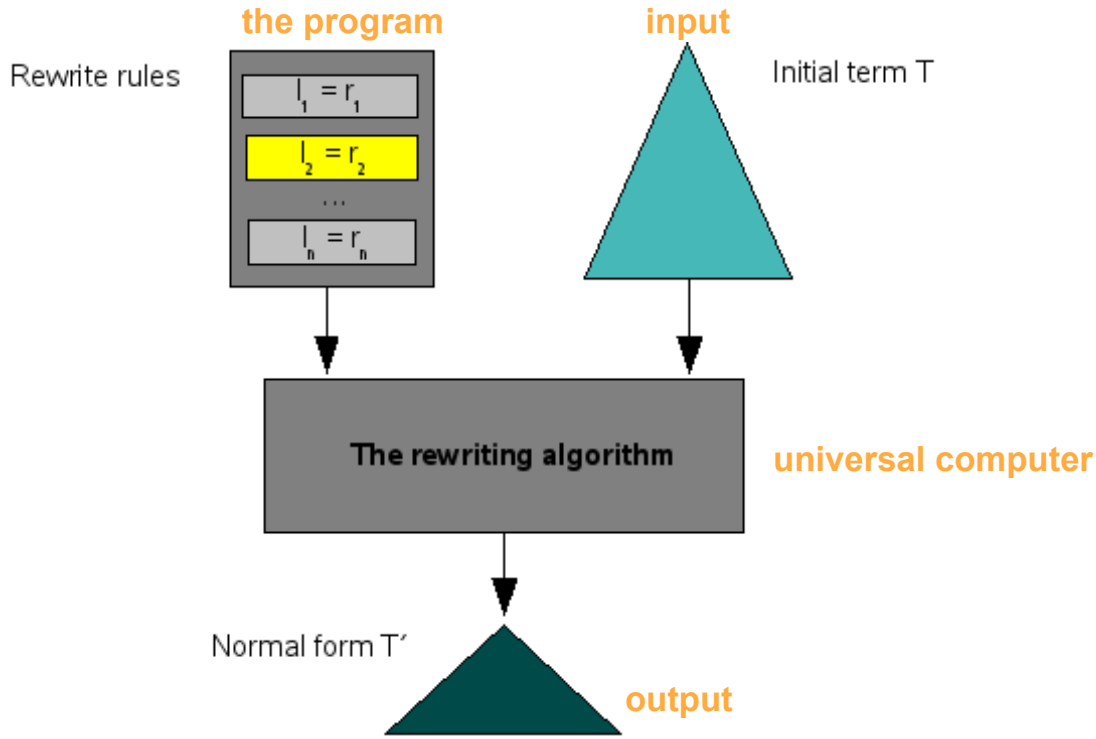 the program
input
Rewrite rules
Initial term T
l₁ = r₁
l₂ = r₂
...
lₙ = rₙ
The rewriting algorithm
universal computer
Normal form T′
output